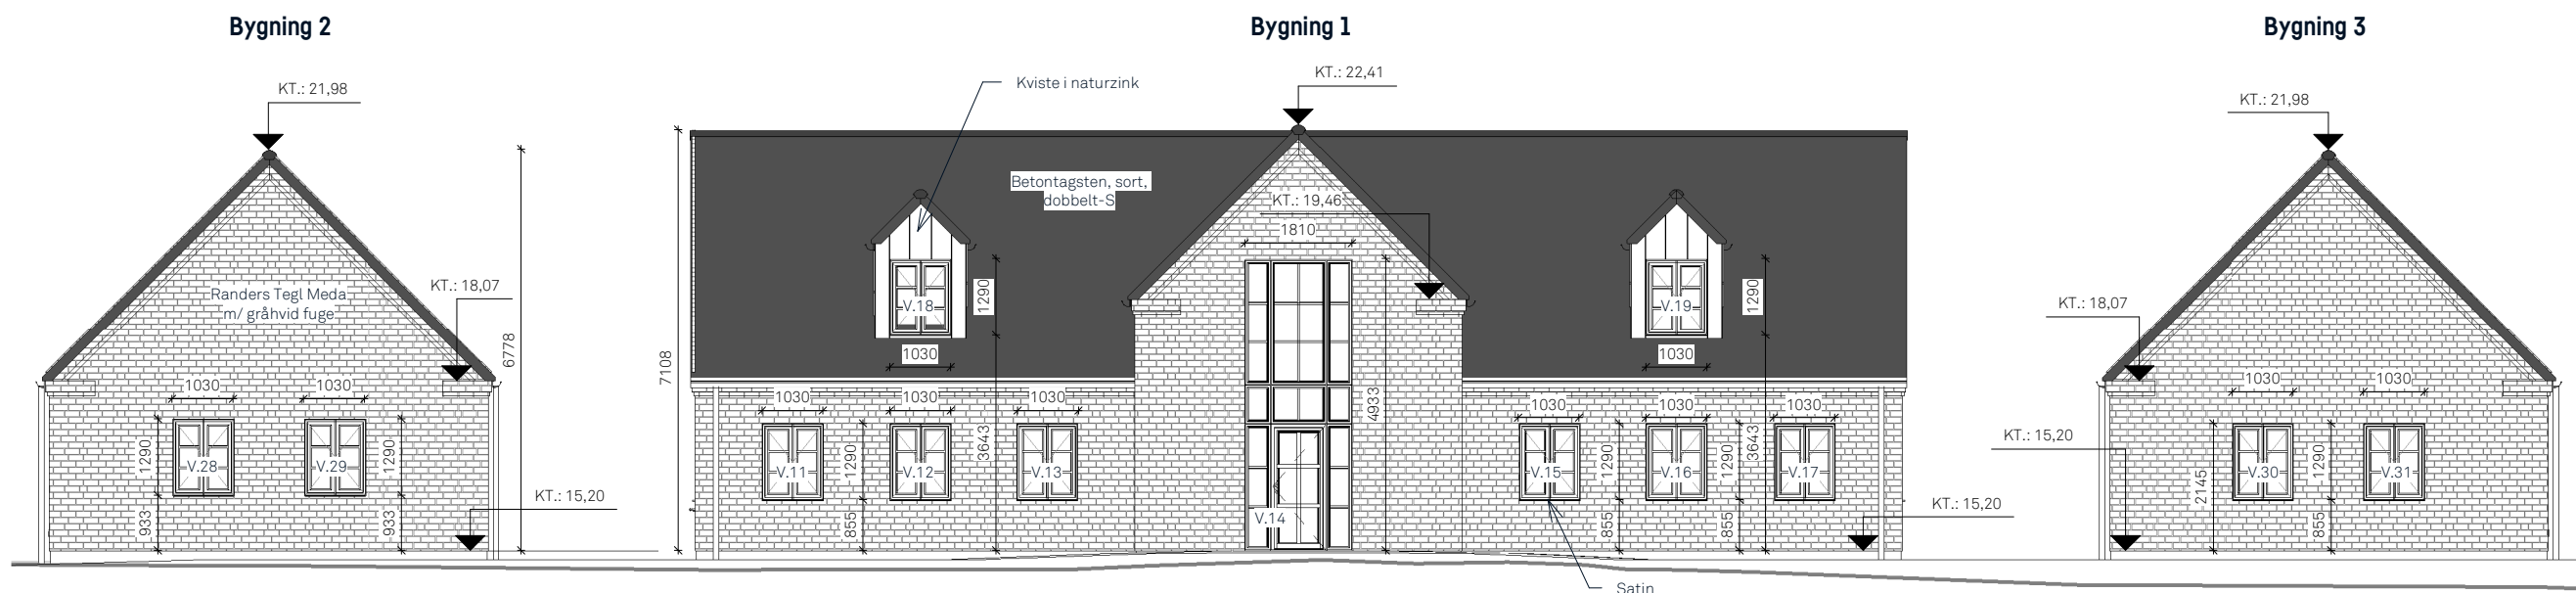 Bygning 2
Bygning 1
Bygning 3
KT.: 21,98
Randers Tegl Meda
m/ gråhvid fuge
KT.: 18,07
6778
1030
1030
1290
V.28
V.29
1290
933
933
KT.: 15,20
KT.: 22,41
Kviste i naturzink
Betontagsten, sort,
dobbelt-S
KT.: 19,46
1810
7108
V.18
1290
1030
V.19
1290
1030
1030
1030
1030
4933
1030
1030
1030
V.11
1290
V.12
3643
V.13
V.15
1290
V.16
1290
3643
V.17
855
V.14
855
855
KT.: 15,20
Satin
KT.: 21,98
KT.: 18,07
KT.: 15,20
1030
1030
2145
V.30
1290
V.31
855